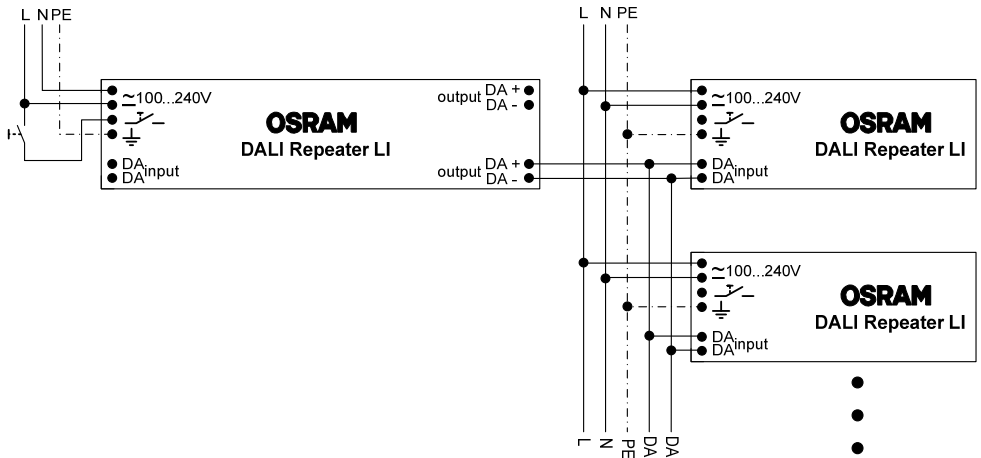 L N PE
~ 100...240V
DA
DA
input
OSRAM
DALI Repeater LI
output
DA +
DA -
output
DA +
DA -
L N PE
~ 100...240V
DA
DA
input
OSRAM
DALI Repeater LI
~ 100...240V
DA
DA
input
OSRAM
DALI Repeater LI
L
N
PE
DA
DA